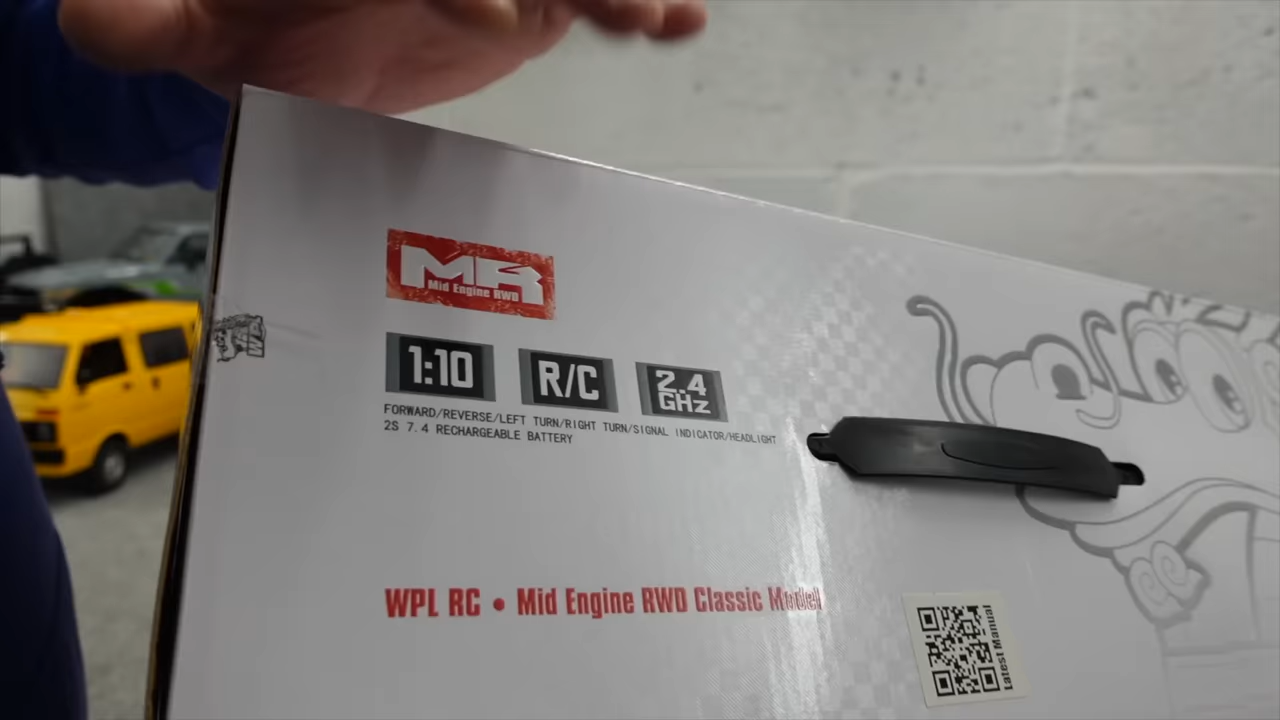 MR
Mid Engine RWD
1:10
R/C
2.4
GHz
FORWARD/REVERSE/LEFT TURN/RIGHT TURN/SIGNAL INDICATOR/HEADLIGHT
2S 7.4 RECHARGEABLE BATTERY
WPL RC • Mid Engine RWD Classic Model
Latest Manual